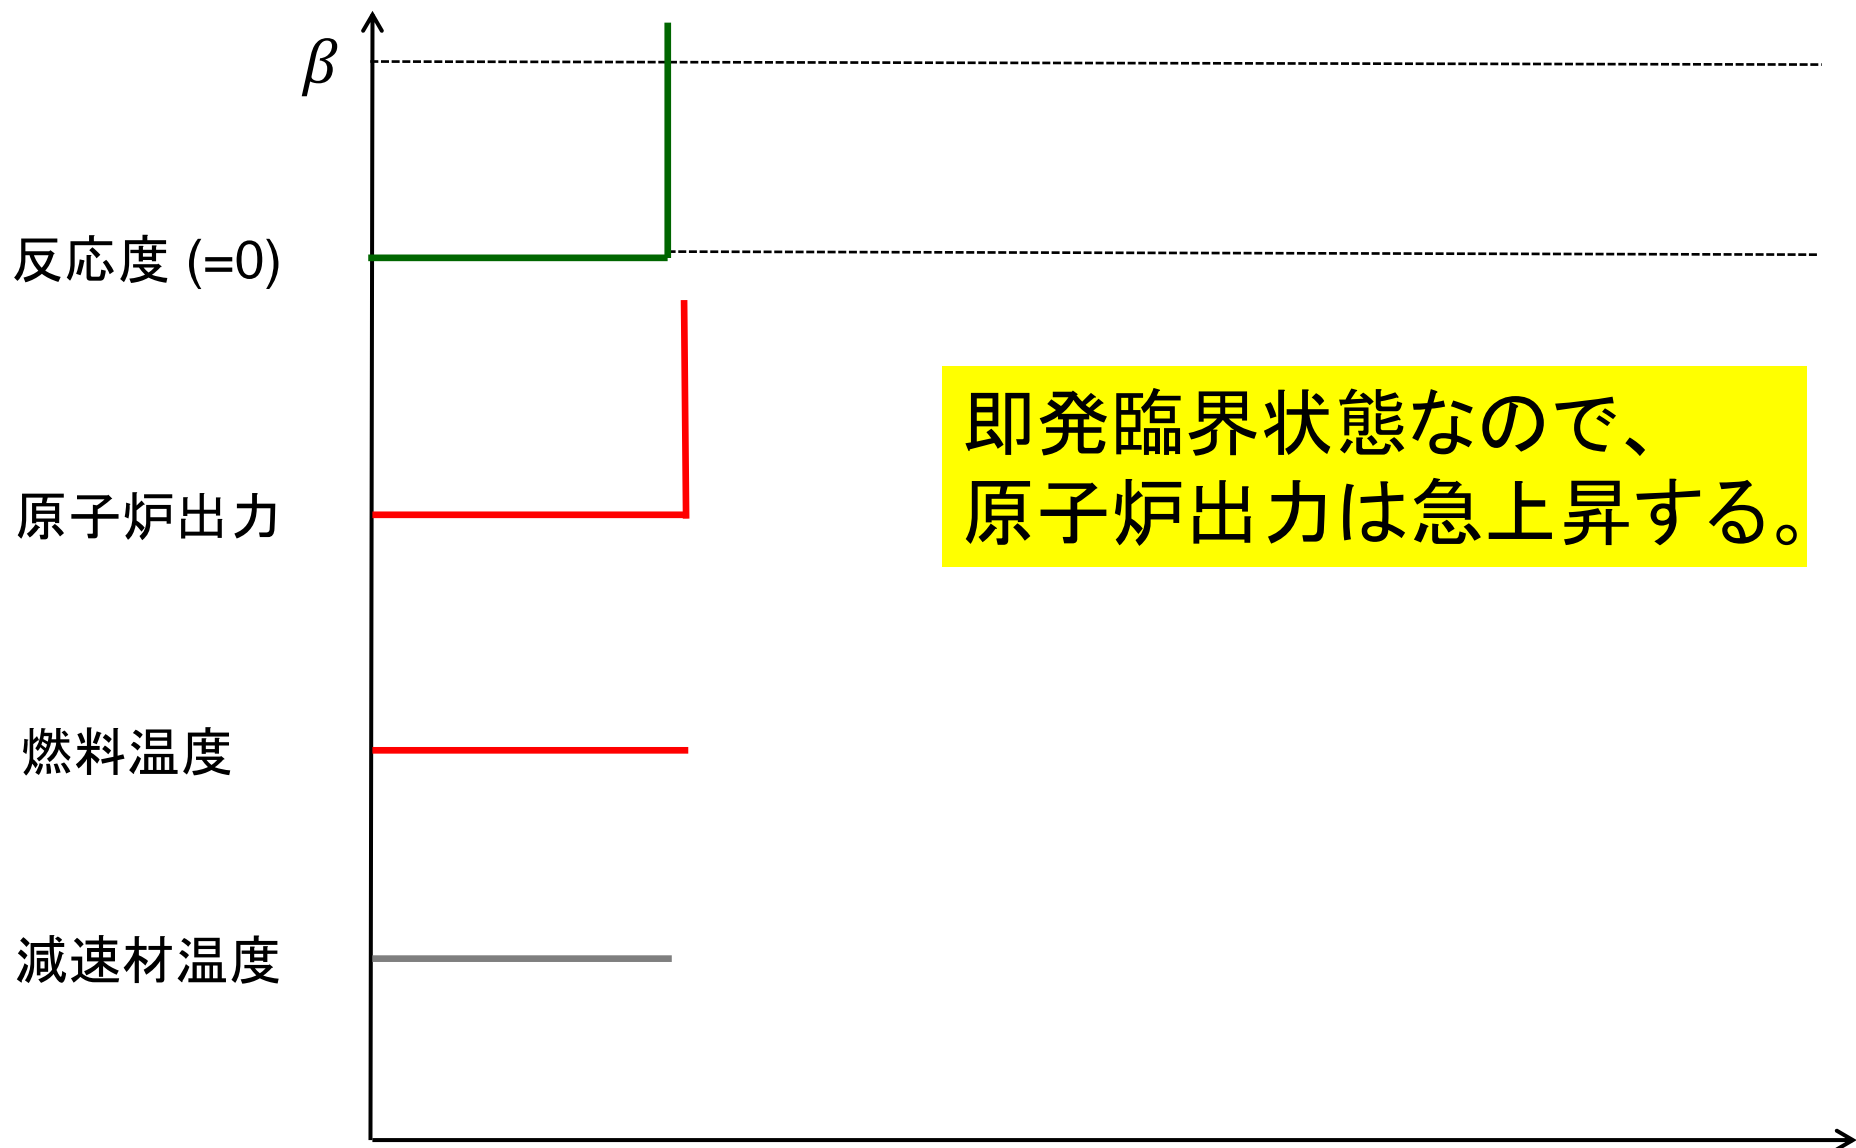 β
反応度 (=0)
即発臨界状態なので、
原子炉出力は急上昇する。
原子炉出力
燃料温度
減速材温度